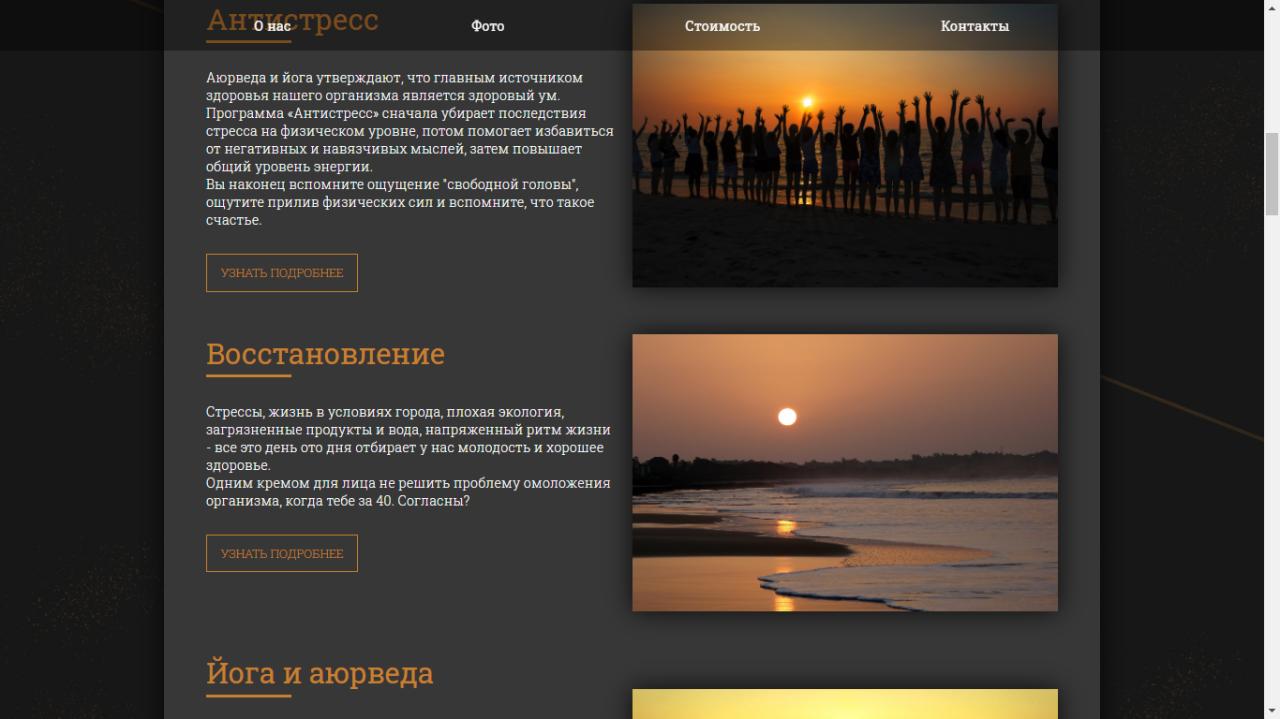 О нас
Фото
Стоимость
Контакты
Антистресс
Аюрведа и йога утверждают, что главным источником
здоровья нашего организма является здоровый ум.
Программа «Антистресс» сначала убирает последствия
стресса на физическом уровне, потом помогает избавиться
от негативных и навязчивых мыслей, затем повышает
общий уровень энергии.
Вы наконец вспомните ощущение "свободной головы",
ощутите прилив физических сил и вспомните, что такое
счастье.
УЗНАТЬ ПОДРОБНЕЕ
Восстановление
Стрессы, жизнь в условиях города, плохая экология,
загрязненные продукты и вода, напряженный ритм жизни
- все это день ото дня отбирает у нас молодость и хорошее
здоровье.
Одним кремом для лица не решить проблему омоложения
организма, когда тебе за 40. Согласны?
УЗНАТЬ ПОДРОБНЕЕ
Йога и аюрведа